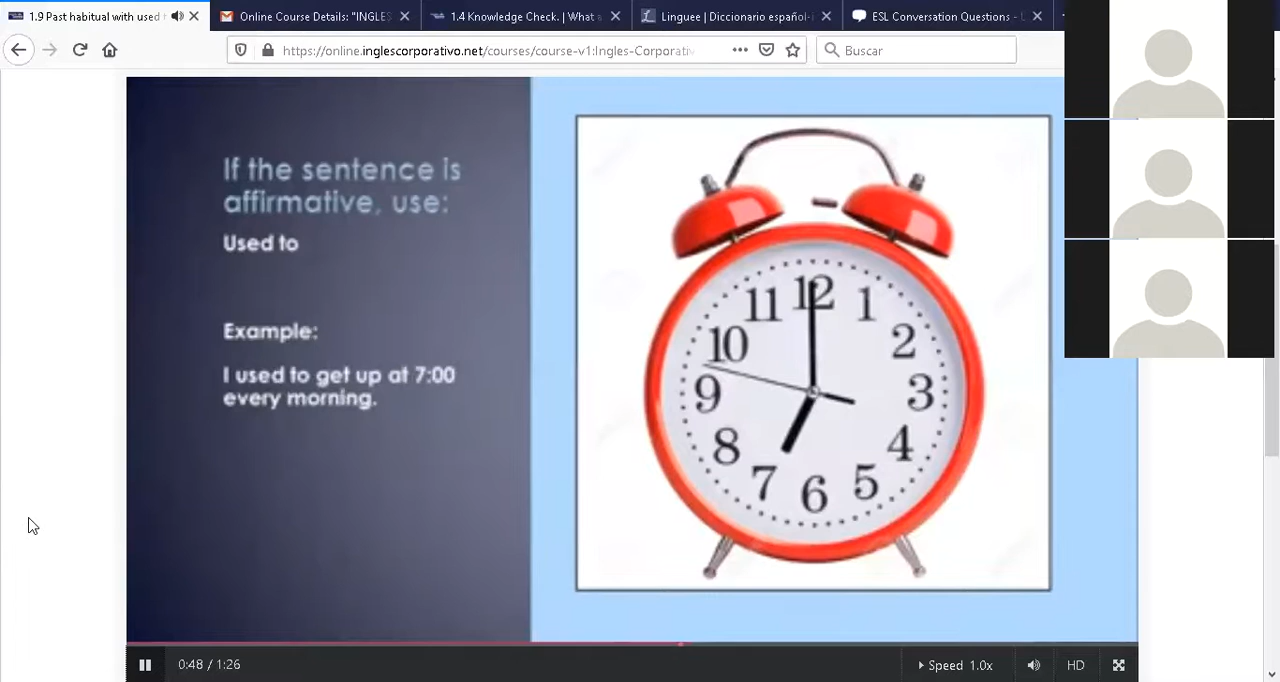 1.9 Past habitual with used t
Online Course Details: "INGLES
1.4 Knowledge Check. | What a
Linguee | Diccionario español-
ESL Conversation Questions -
https://online.inglescorporativo.net/courses/course-v1:Ingles-Corporativ
Buscar
If the sentence is
affirmative, use:
Used to
Example:
I used to get up at 7:00
every morning.
12
1
2
3
4
5
6
7
8
9
10
11
0:48 / 1:26
Speed 1.0x
HD